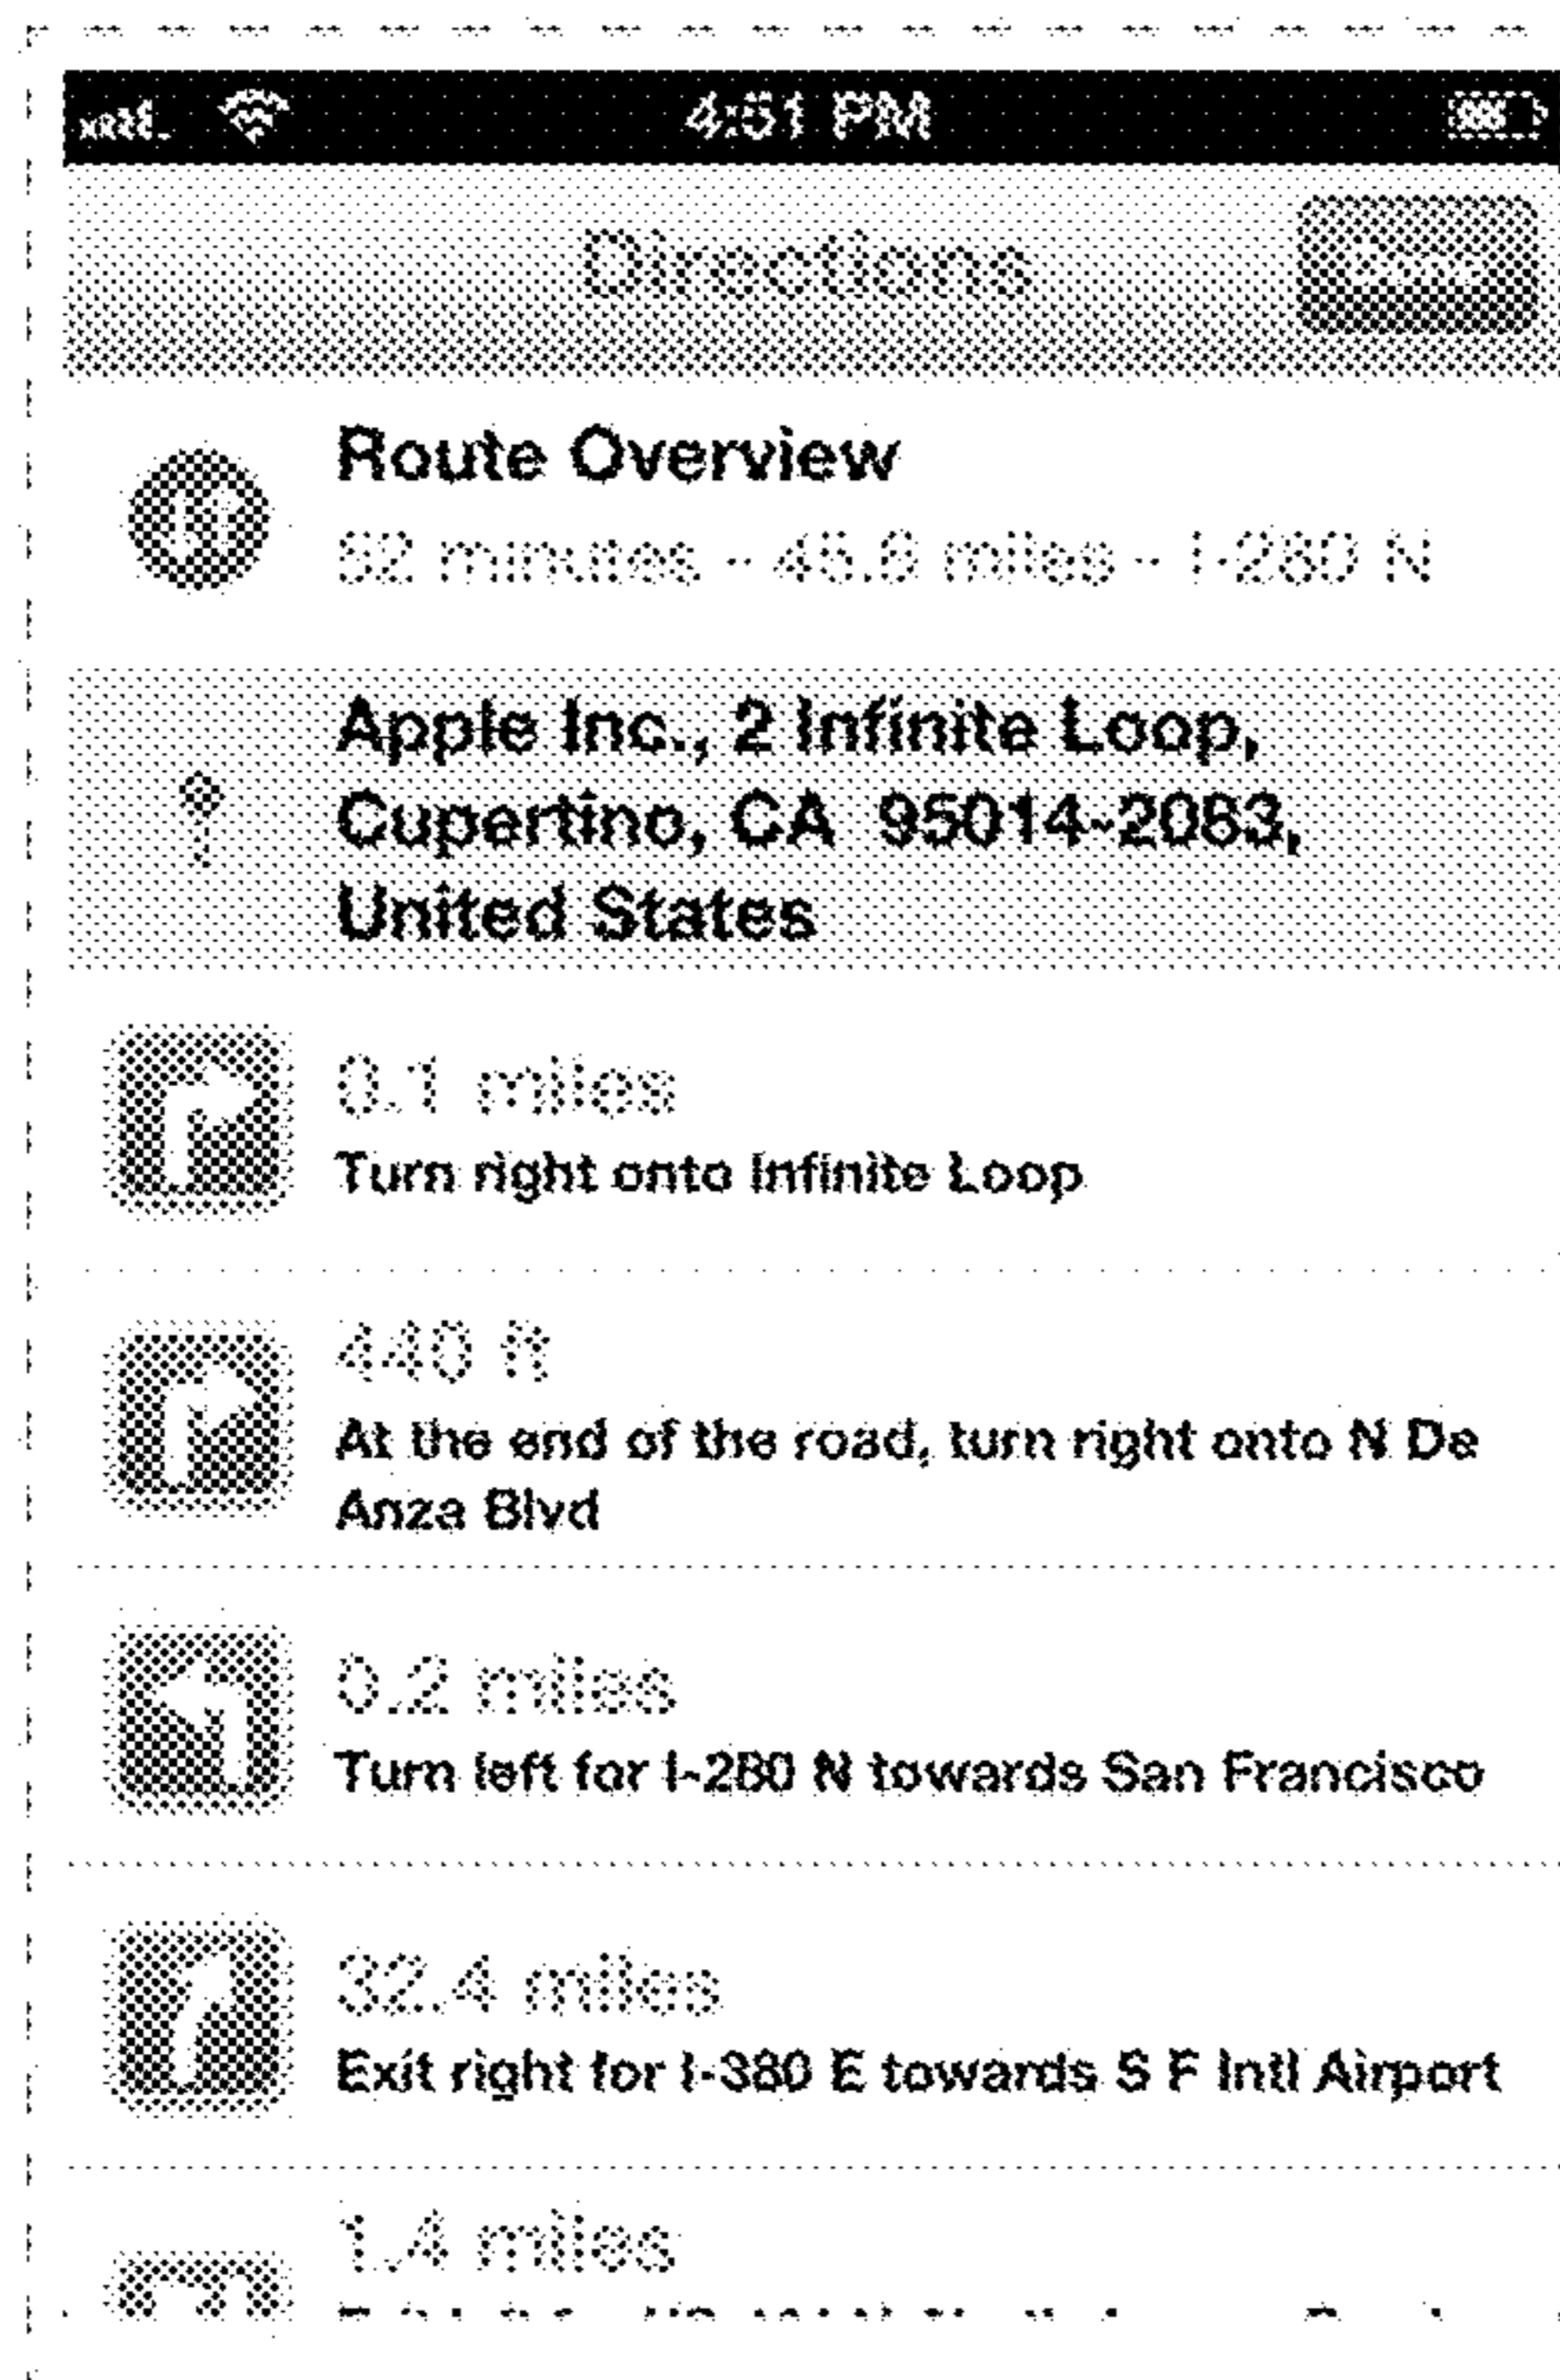 4:51 PM
Directions
Route Overview
52 minutes - 45.6 miles - I-280 N
Apple Inc., 2 Infinite Loop,
Cupertino, CA 95014-2083,
United States
0.1 miles
Turn right onto Infinite Loop
440 ft
At the end of the road, turn right onto N De
Anza Blvd
0.2 miles
Turn left for I-280 N towards San Francisco
32.4 miles
Exit right for I-380 E towards S F Intl Airport
1.4 miles